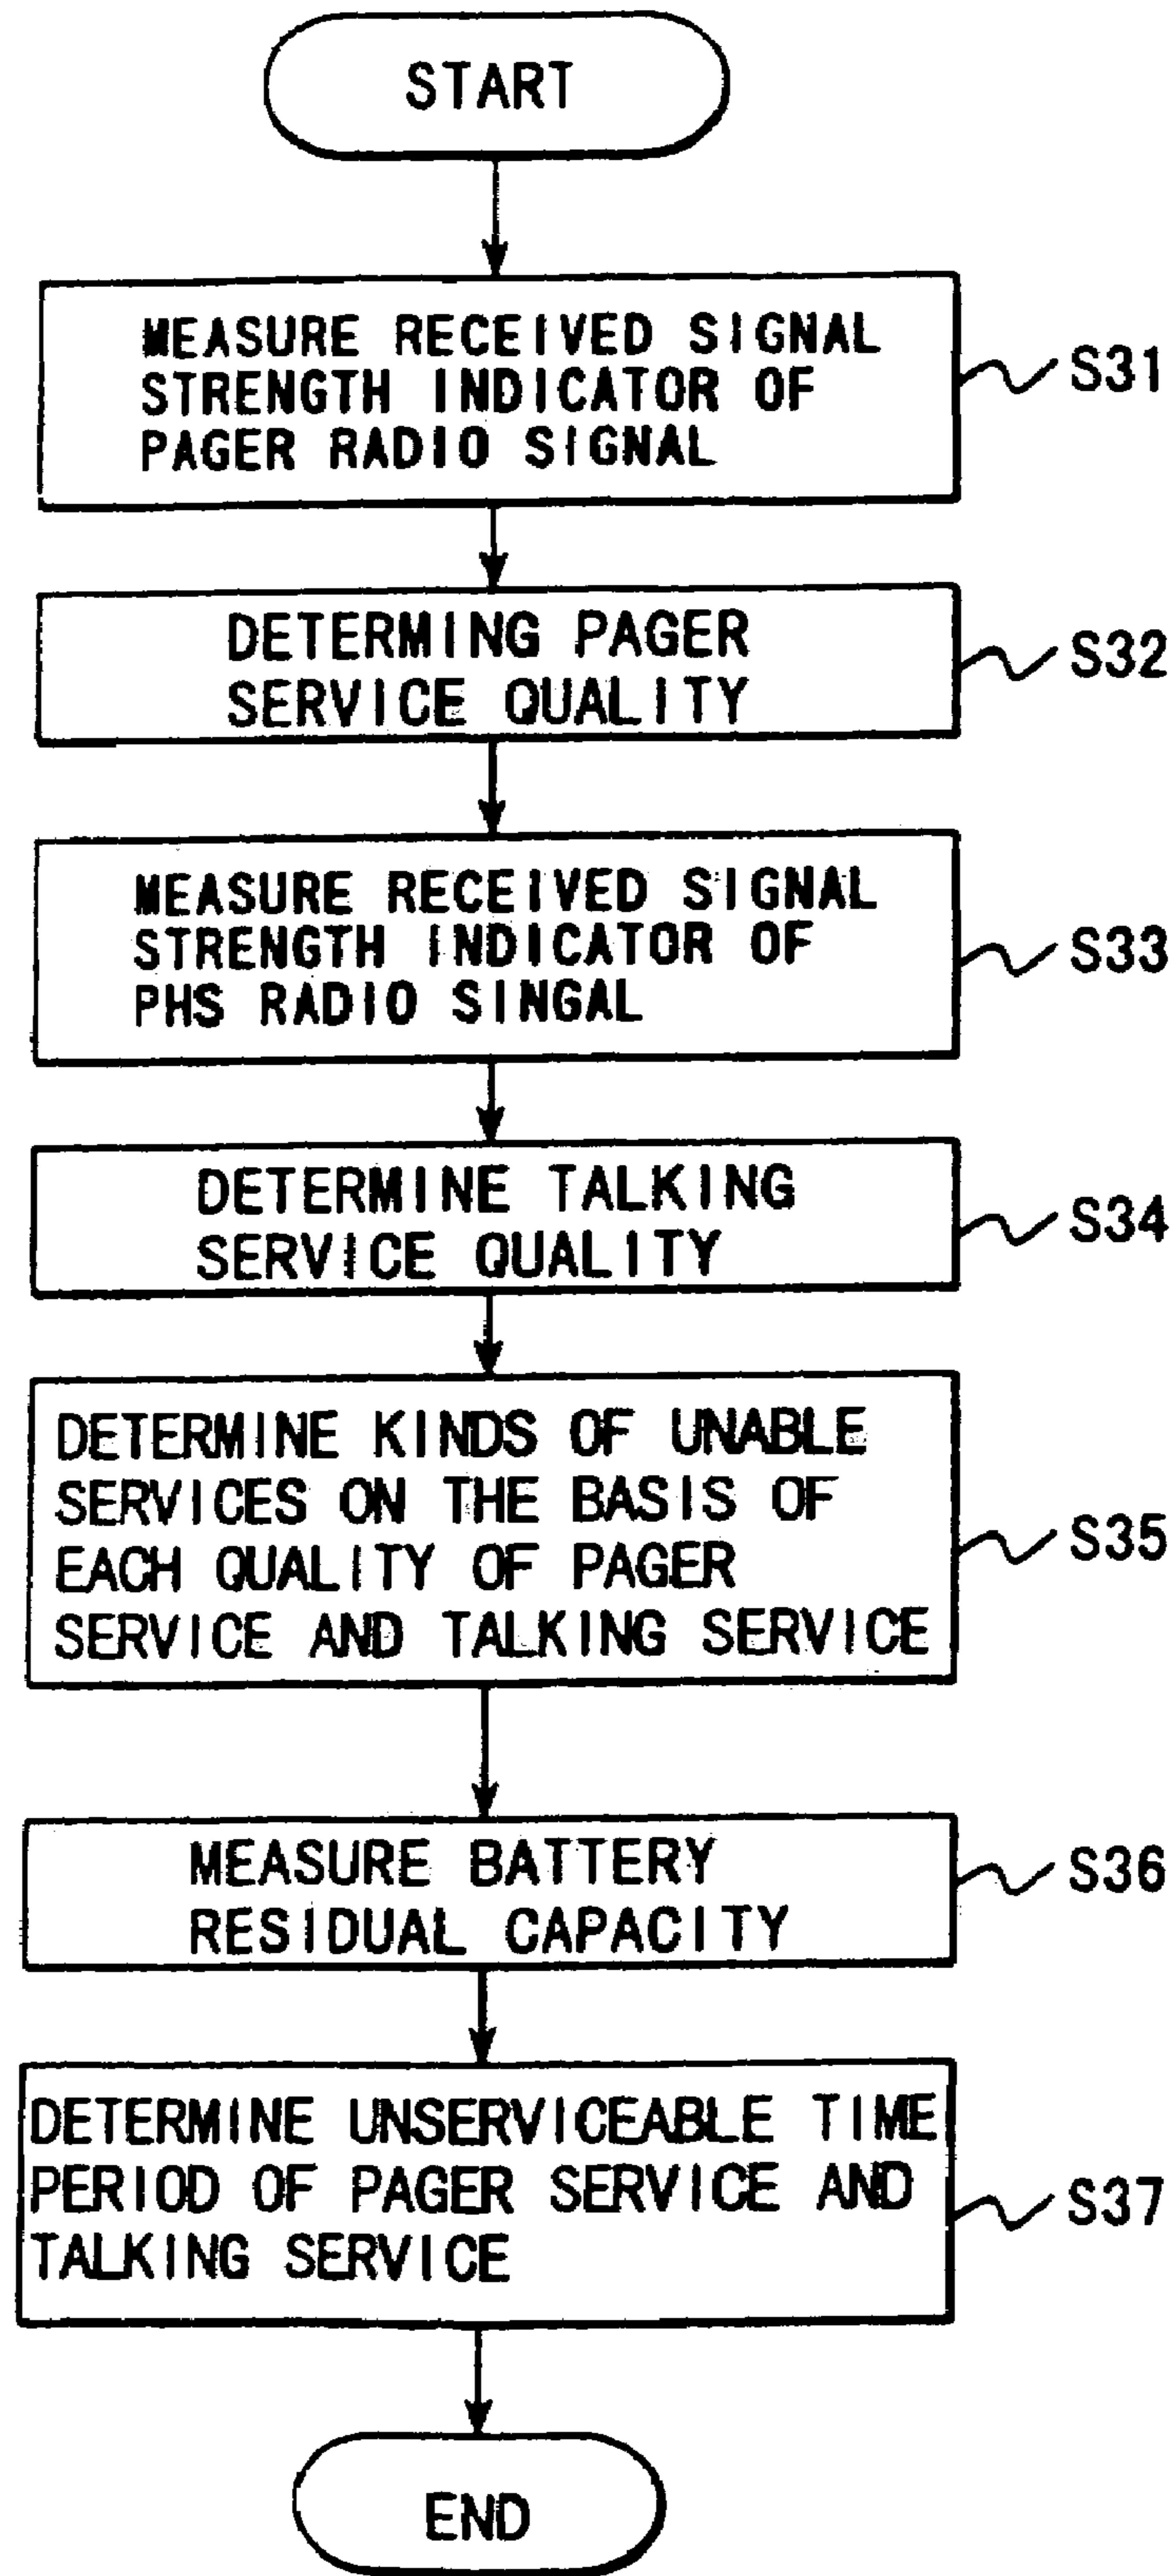 START
MEASURE RECEIVED SIGNAL
STRENGTH INDICATOR OF
PAGER RADIO SIGNAL
S31
DETERMING PAGER
SERVICE QUALITY
S32
MEASURE RECEIVED SIGNAL
STRENGTH INDICATOR OF
PHS RADIO SINGAL
S33
DETERMINE TALKING
SERVICE QUALITY
S34
DETERMINE KINDS OF UNABLE
SERVICES ON THE BASIS OF
EACH QUALITY OF PAGER
SERVICE AND TALKING SERVICE
S35
MEASURE BATTERY
RESIDUAL CAPACITY
S36
DETERMINE UNSERVICEABLE TIME
PERIOD OF PAGER SERVICE AND
TALKING SERVICE
S37
END